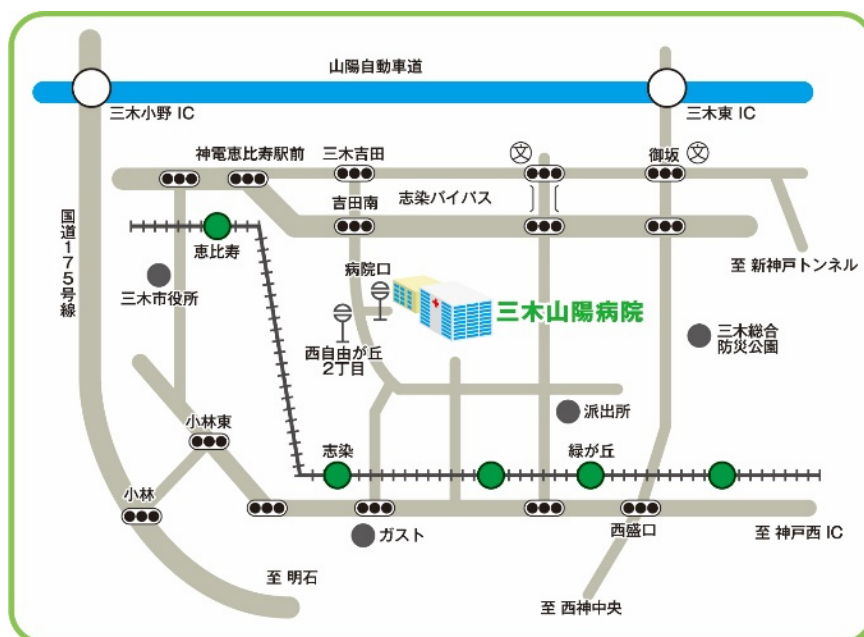 山陽自動車道
三木小野 IC
三木東 IC
神電恵比寿駅前
三木吉田
文
御坂
文
国道175号線
吉田南
志染バイパス
恵比寿
病院口
至 新神戸トンネル
三木市役所
三木山陽病院
西自由が丘
2丁目
三木総合
防災公園
小林東
派出所
志染
緑が丘
小林
ガスト
西盛口
至 神戸西 IC
至 明石
至 西神中央